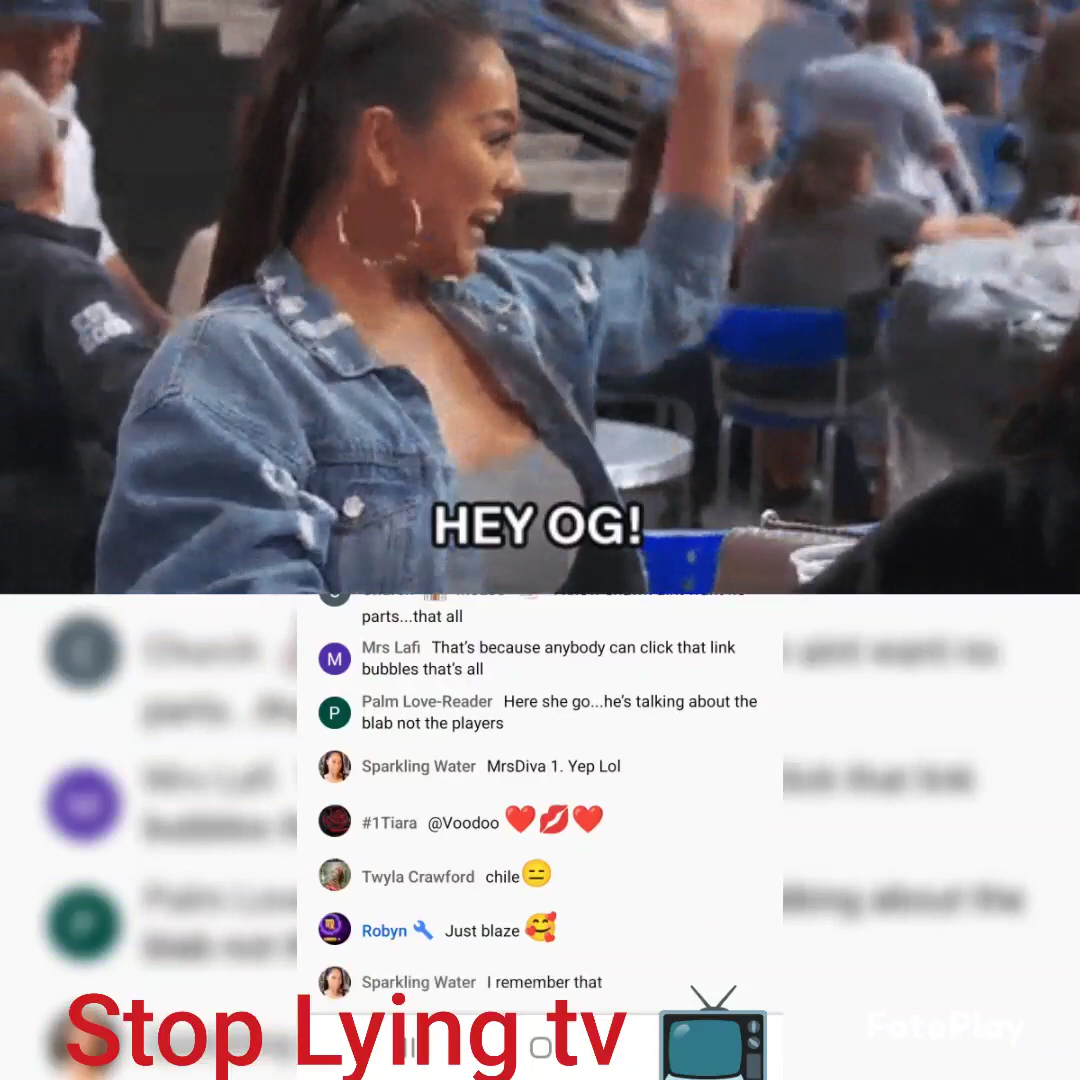 HEY OG!
parts...that all
Mrs Lafi That's because anybody can click that link
bubbles that's all
Palm Love-Reader Here she go...he's talking about the
blab not the players
Sparkling Water MrsDiva 1. Yep Lol
#1Tiara @Voodoo ❤️💋❤️
Twyla Crawford chile😑
Robyn 🔧 Just blaze 🥰
Sparkling Water I remember that
Stop Lying tv 📺
FotoPlay